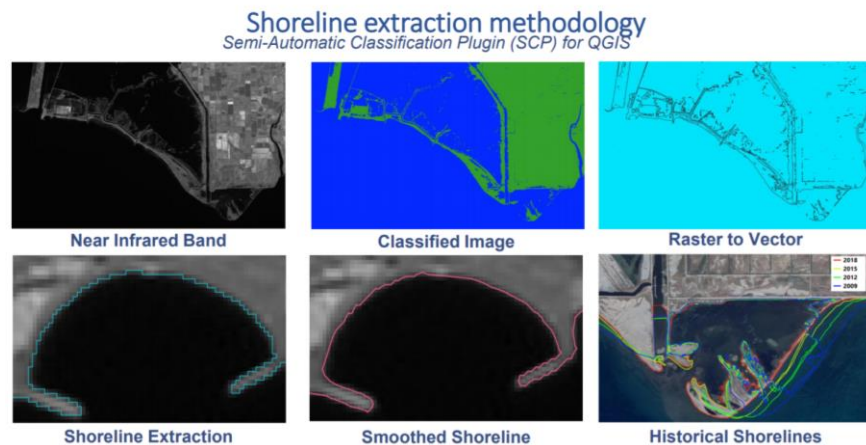 Shoreline extraction methodology
Semi-Automatic Classification Plugin (SCP) for QGIS
Near Infrared Band
Classified Image
Raster to Vector
2018
2015
2012
2009
Shoreline Extraction
Smoothed Shoreline
Historical Shorelines